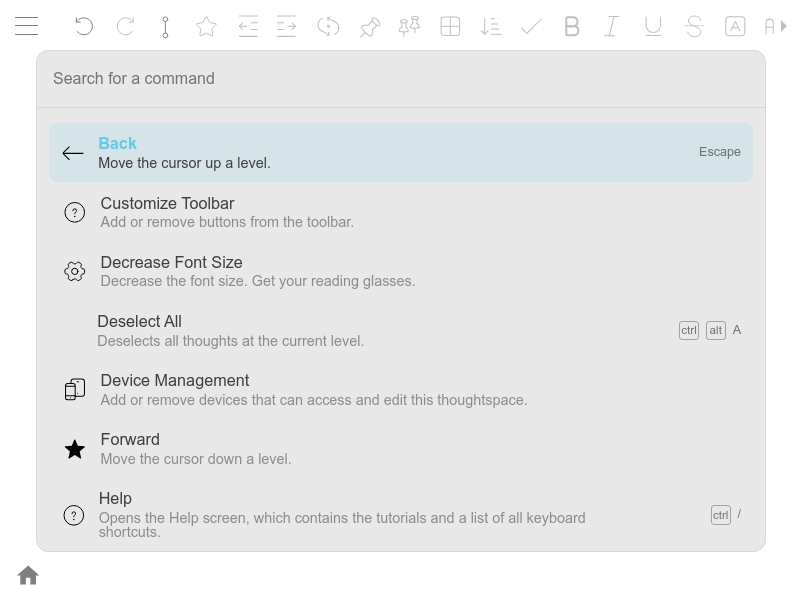 B I U S A A
Search for a command
Back
Move the cursor up a level.
Escape
Customize Toolbar
Add or remove buttons from the toolbar.
Decrease Font Size
Decrease the font size. Get your reading glasses.
Deselect All
Deselects all thoughts at the current level.
ctrl alt A
Device Management
Add or remove devices that can access and edit this thoughtspace.
Forward
Move the cursor down a level.
Help
Opens the Help screen, which contains the tutorials and a list of all keyboard
shortcuts.
ctrl /